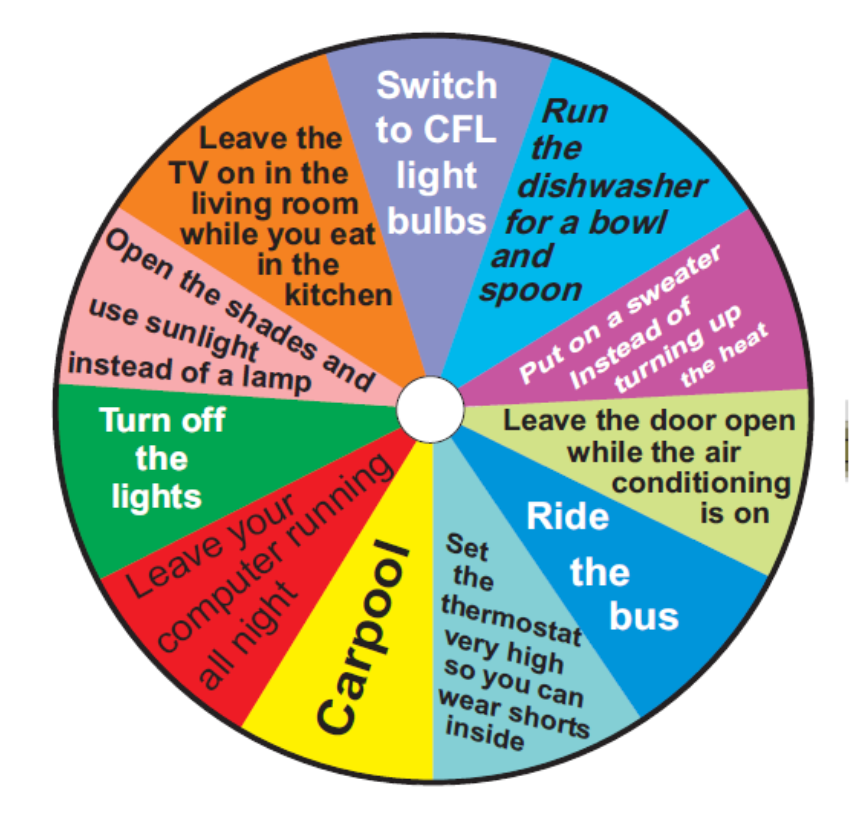 Switch
to CFL
light
bulbs
Run
the
dishwasher
for a bowl
and
spoon
Put on a sweater
Instead of
turning up
the heat
Leave the door open
while the air
conditioning
is on
Ride
the
bus
Set
the
thermostat
very high
so you can
wear shorts
inside
Carpool
Leave your
computer running
all night
Turn off
the
lights
Open the shades and
use sunlight
instead of a lamp
Leave the
TV on in the
living room
while you eat
in the
kitchen